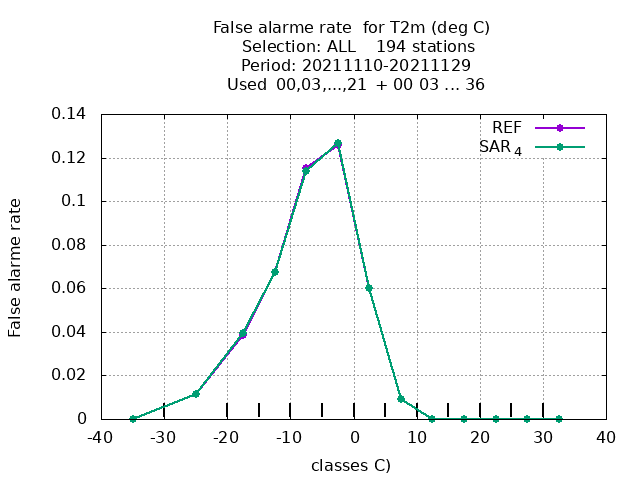 False alarme rate  for T2m (deg C)
Selection: ALL    194 stations
Period: 20211110-20211129
Used  00,03,...,21  + 00 03 ... 36
REF
SAR 4
False alarme rate
0.14
0.12
0.1
0.08
0.06
0.04
0.02
0
-40 -30 -20 -10 0 10 20 30 40
classes C)